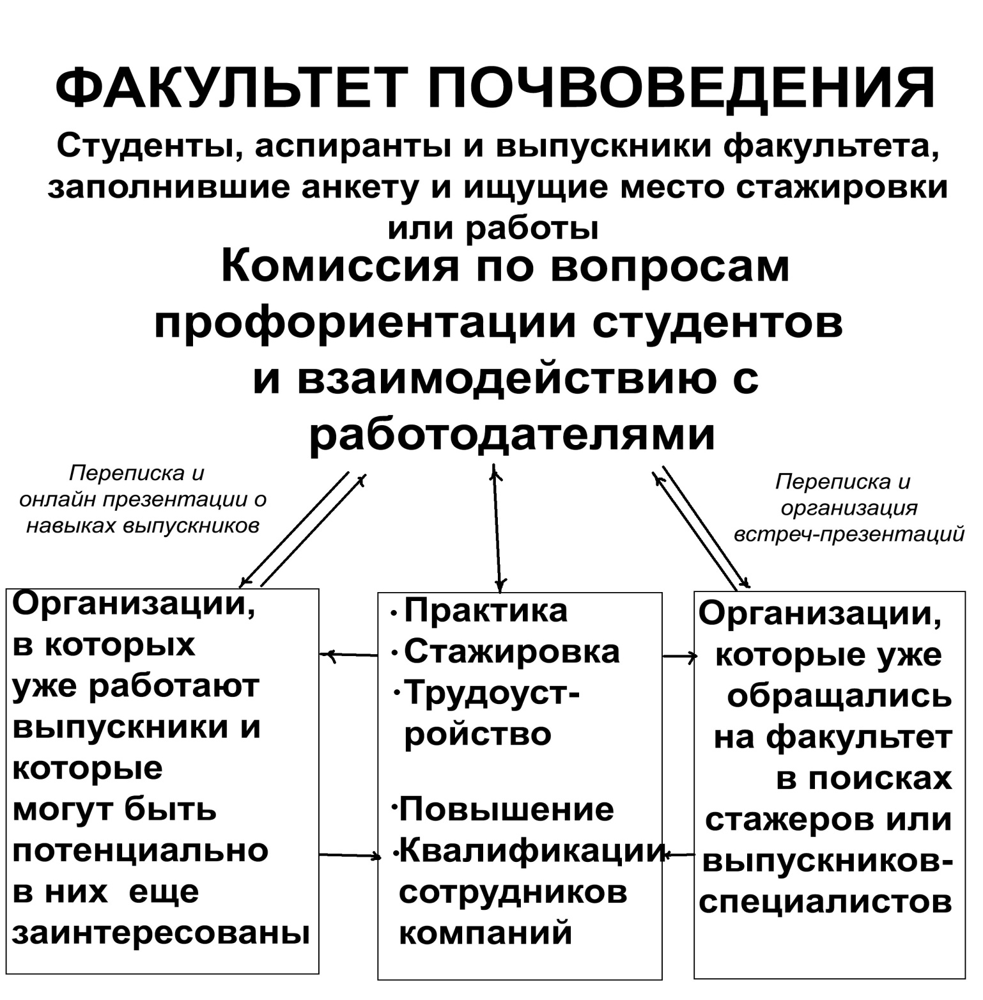 ФАКУЛЬТЕТ ПОЧВОВЕДЕНИЯ
Студенты, аспиранты и выпускники факультета,
заполнившие анкету и ищущие место стажировки
или работы
Комиссия по вопросам
профориентации студентов
и взаимодействию с
работодателями
Переписка и
онлайн презентации о
навыках выпускников
Переписка и
организация
встреч-презентаций
Организации,
в которых
уже работают
выпускники и
которые
могут быть
потенциально
в них еще
заинтересованы
· Практика
· Стажировка
· Трудоуст-
ройство
· Повышение
· Квалификации
сотрудников
компаний
Организации,
которые уже
обращались
на факультет
в поисках
стажеров или
выпускников-
специалистов